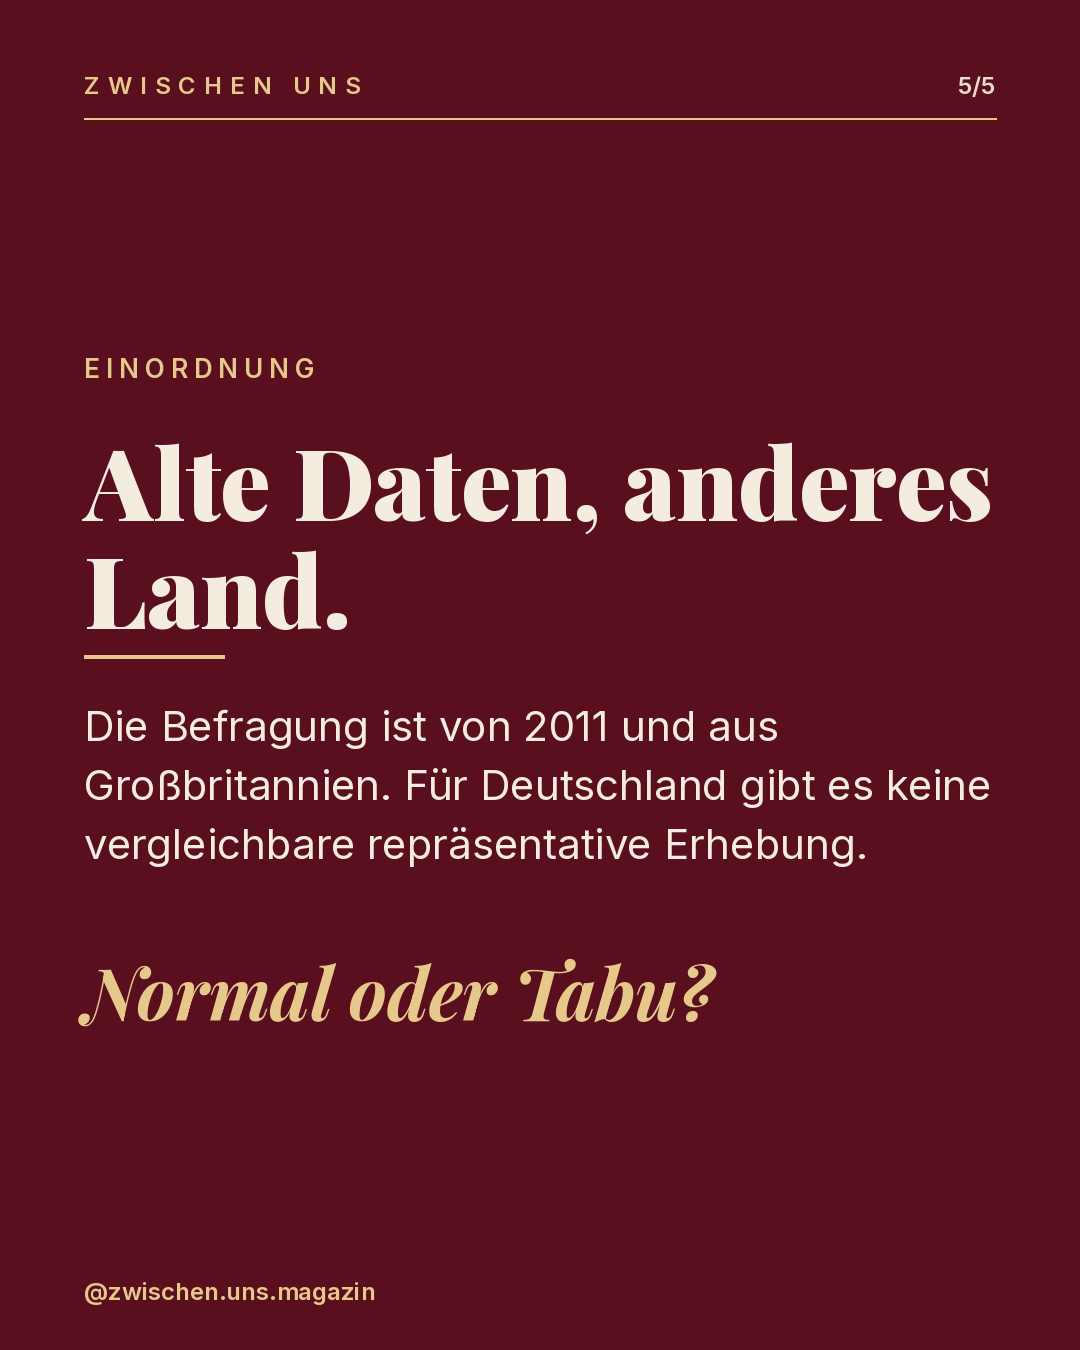 ZWISCHEN UNS
5/5
EINORDNUNG
Alte Daten, anderes
Land.
Die Befragung ist von 2011 und aus
Großbritannien. Für Deutschland gibt es keine
vergleichbare repräsentative Erhebung.
Normal oder Tabu?
@zwischen.uns.magazin